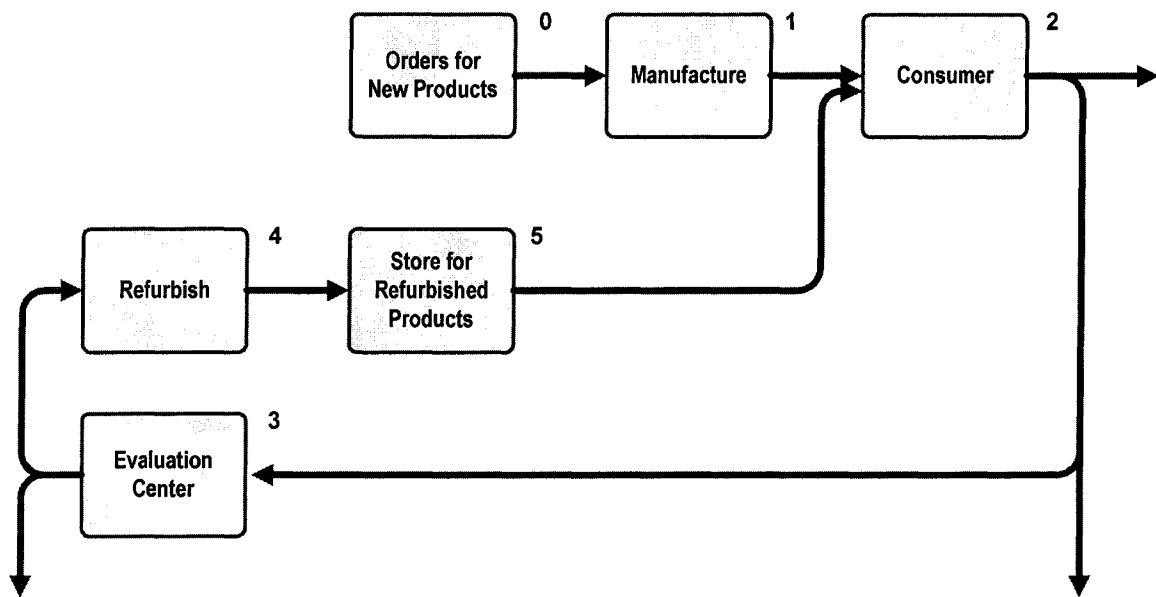 0
Orders for
New Products
1
Manufacture
2
Consumer
4
Refurbish
5
Store for
Refurbished
Products
3
Evaluation
Center